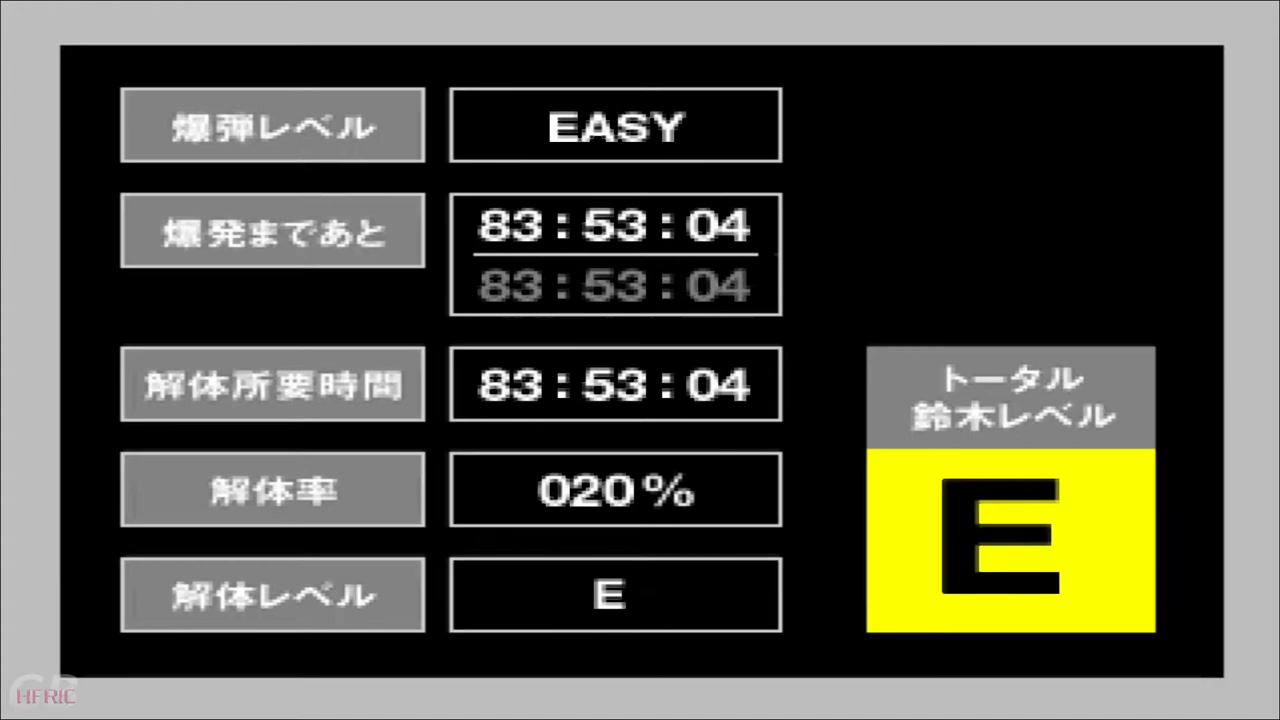 爆弾レベル
EASY
爆発まであと
83:53:04
83:53:04
解体所要時間
83:53:04
解体率
020%
解体レベル
E
トータル
鈴木レベル
E
HFRIC